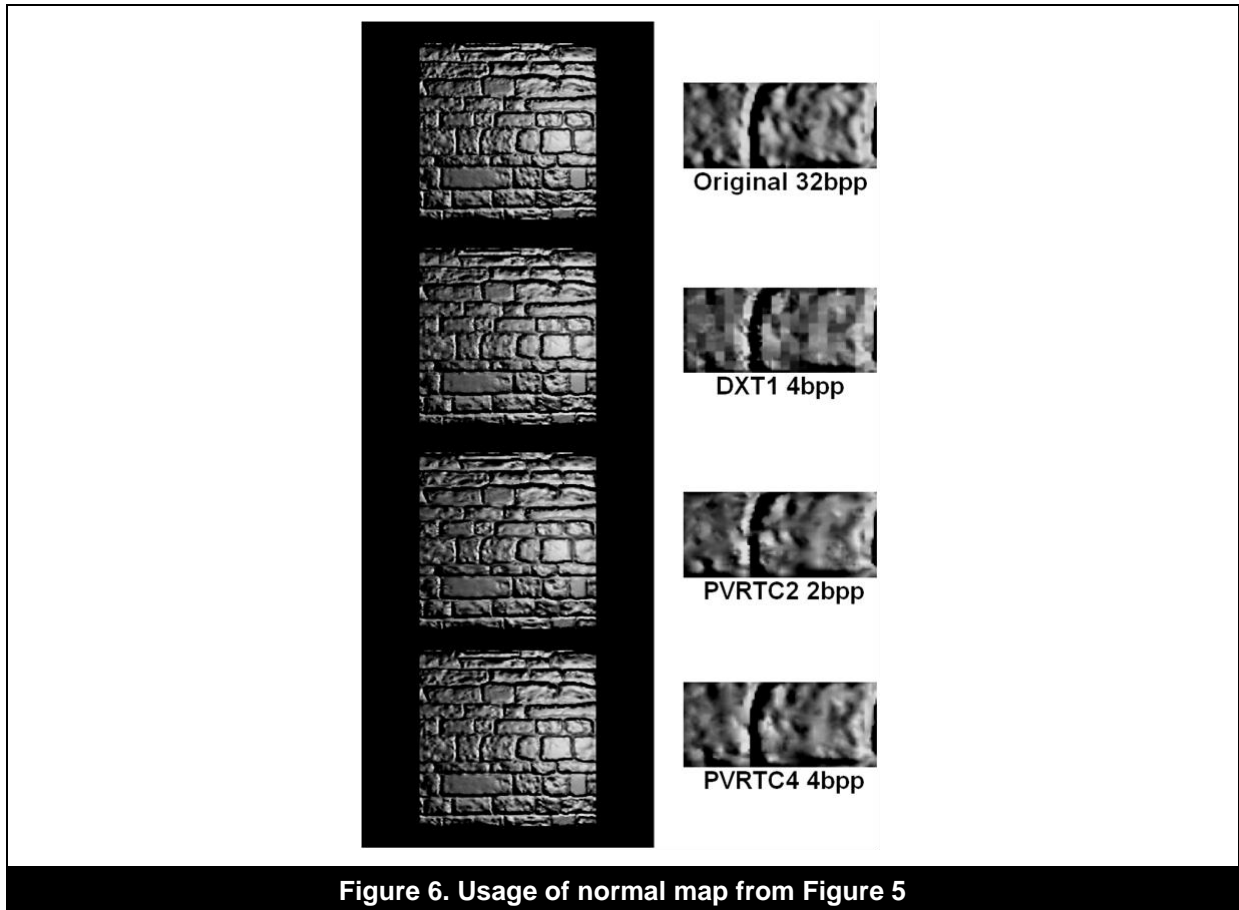 Original 32bpp
DXT1 4bpp
PVRTC2 2bpp
PVRTC4 4bpp
Figure 6. Usage of normal map from Figure 5